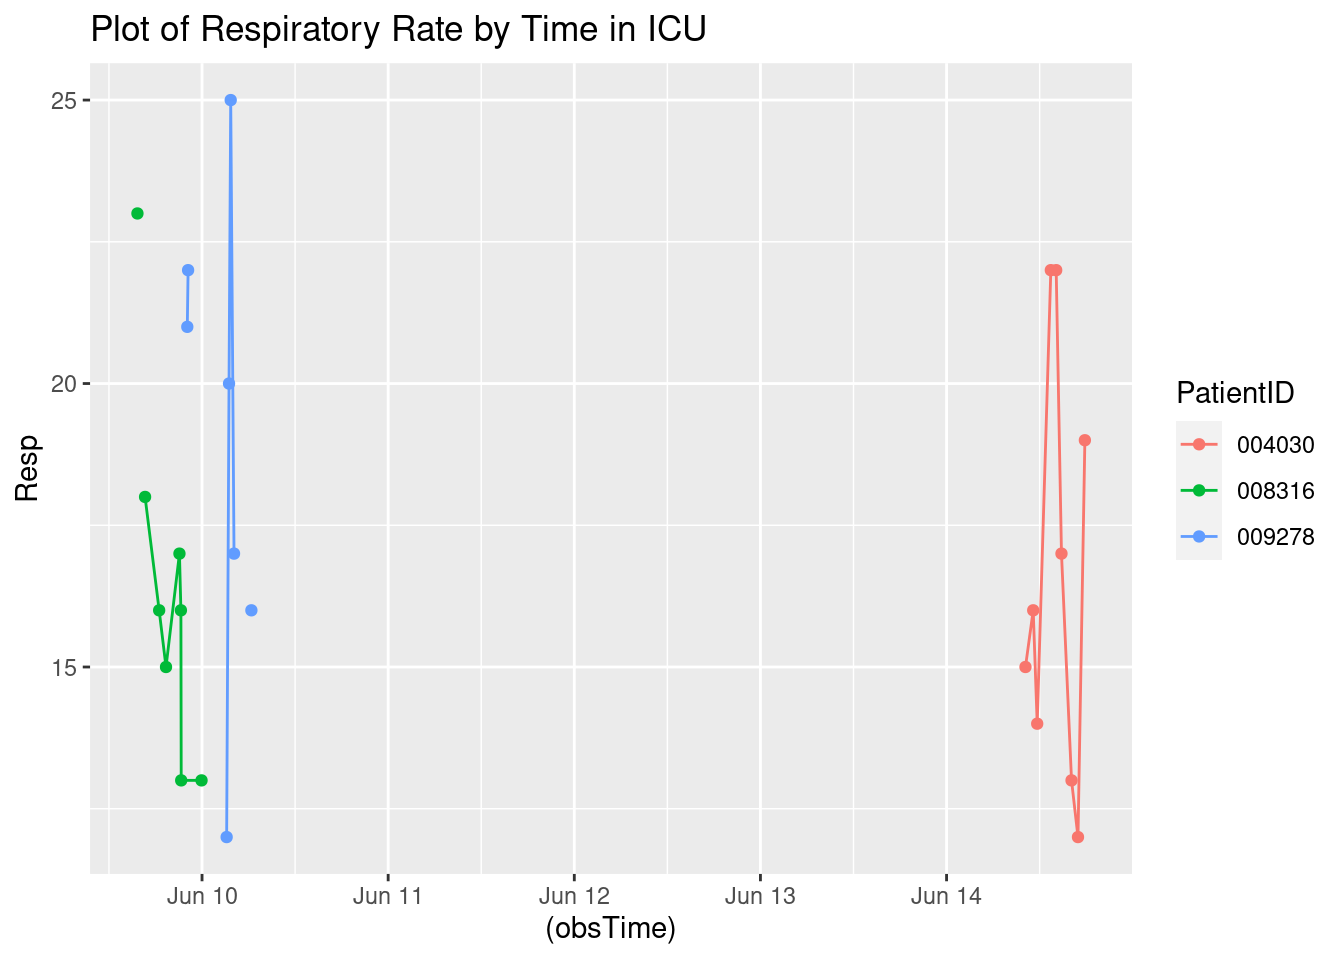 Plot of Respiratory Rate by Time in ICU
25
20
15
Resp
Jun 10
Jun 11
Jun 12
Jun 13
Jun 14
(obsTime)
PatientID
004030
008316
009278